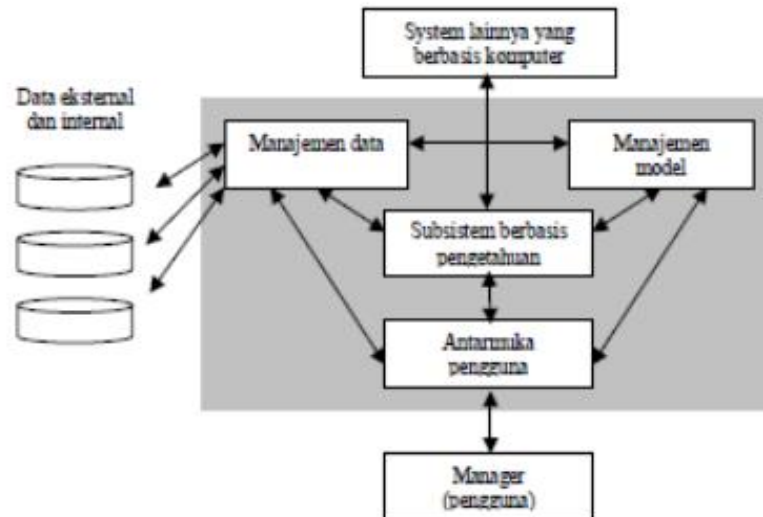 System lainnya yang
berbasis komputer
Data eksternal
dan internal
Manajemen data
Manajemen
model
Subsistem berbasis
pengetahuan
Antarmuka
pengguna
Manager
(pengguna)